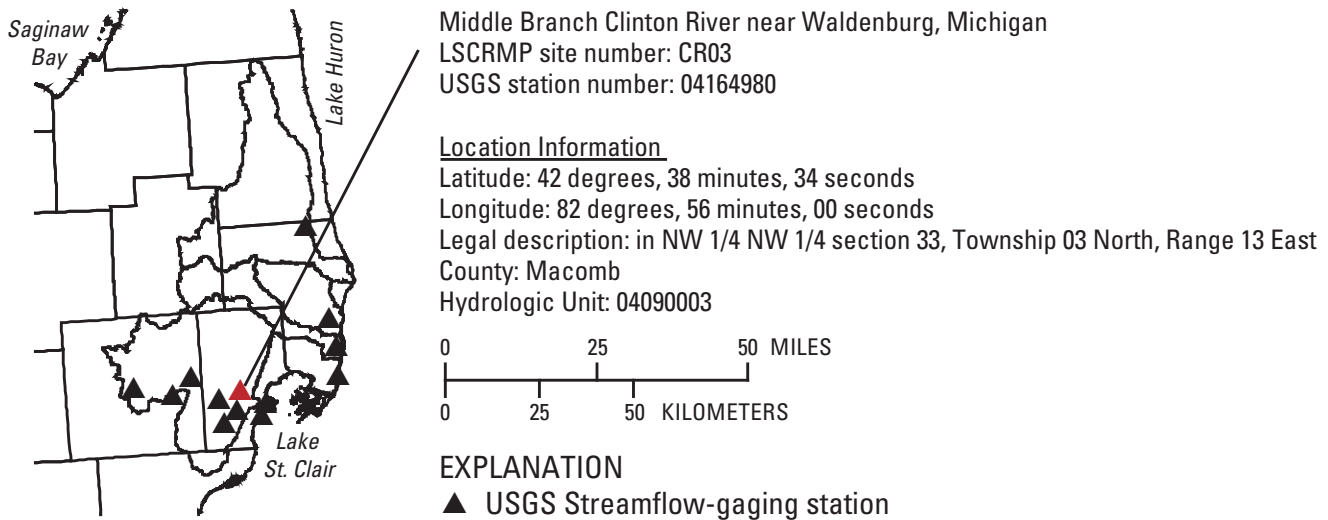 Saginaw
Bay
Lake Huron
Lake
St. Clair
Middle Branch Clinton River near Waldenburg, Michigan
LSCRMP site number: CR03
USGS station number: 04164980
Location Information
Latitude: 42 degrees, 38 minutes, 34 seconds
Longitude: 82 degrees, 56 minutes, 00 seconds
Legal description: in NW 1/4 NW 1/4 section 33, Township 03 North, Range 13 East
County: Macomb
Hydrologic Unit: 04090003
0 25 50 MILES
0 25 50 KILOMETERS
EXPLANATION
USGS Streamflow-gaging station